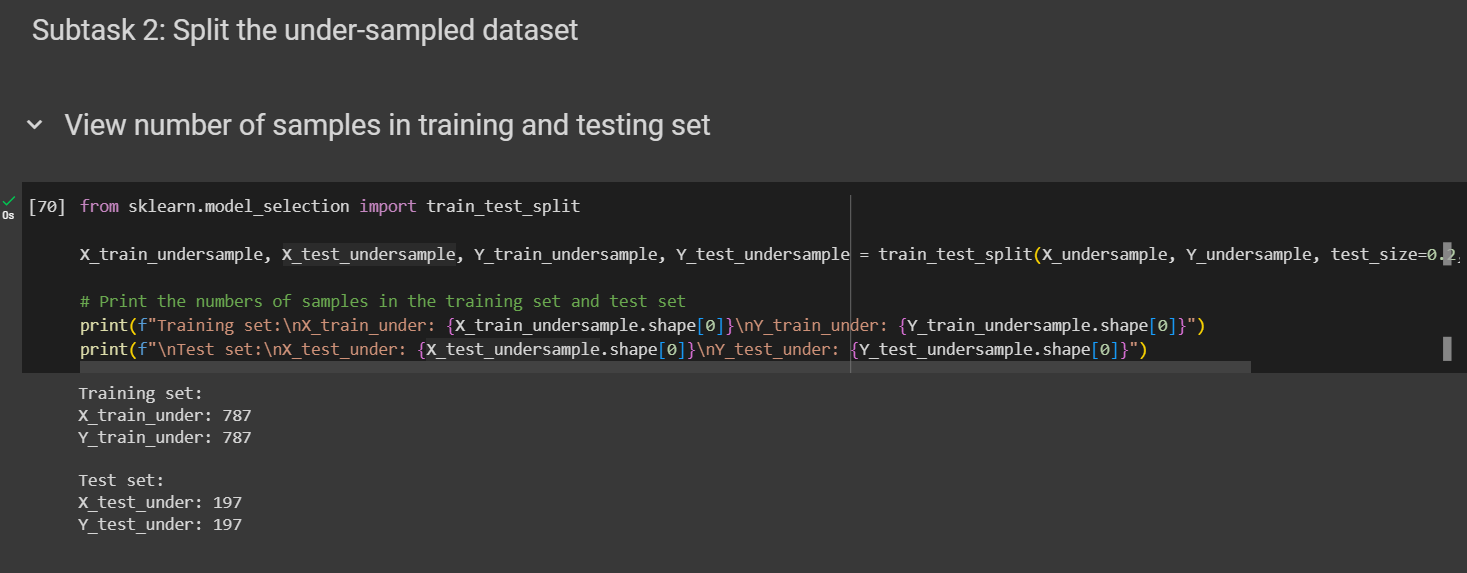 Subtask 2: Split the under-sampled dataset
View number of samples in training and testing set
0s
[70] from sklearn.model_selection import train_test_split
X_train_undersample, X_test_undersample, Y_train_undersample, Y_test_undersample = train_test_split(X_undersample, Y_undersample, test_size=0.2,
# Print the numbers of samples in the training set and test set
print(f"Training set:\nX_train_under: {X_train_undersample.shape[0]}\nY_train_under: {Y_train_undersample.shape[0]}")
print(f"\nTest set:\nX_test_under: {X_test_undersample.shape[0]}\nY_test_under: {Y_test_undersample.shape[0]}")
Training set:
X_train_under: 787
Y_train_under: 787
Test set:
X_test_under: 197
Y_test_under: 197